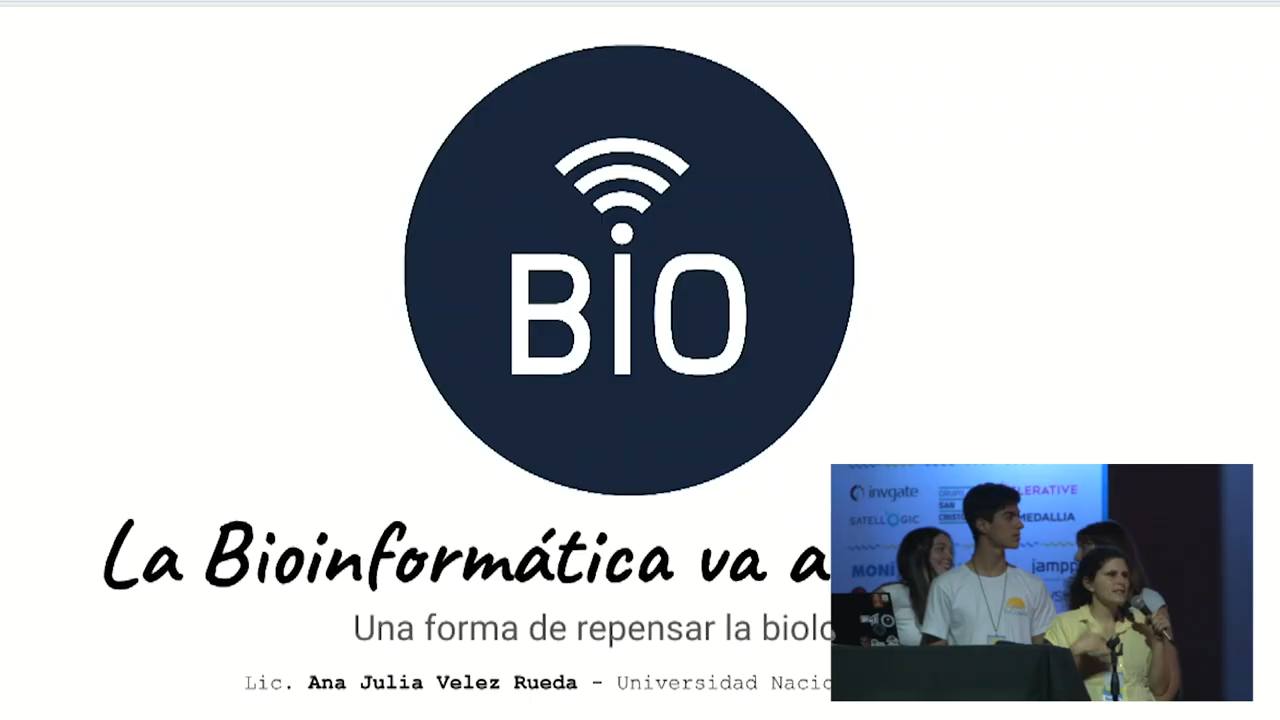 BIO
La Bioinformática va a
Una forma de repensar la biolo
Lic. Ana Julia Velez Rueda - Universidad Nacio
invgate
GRUPO
SAN
LERATIVE
SATELLOGIC
MEDALLIA
jampp